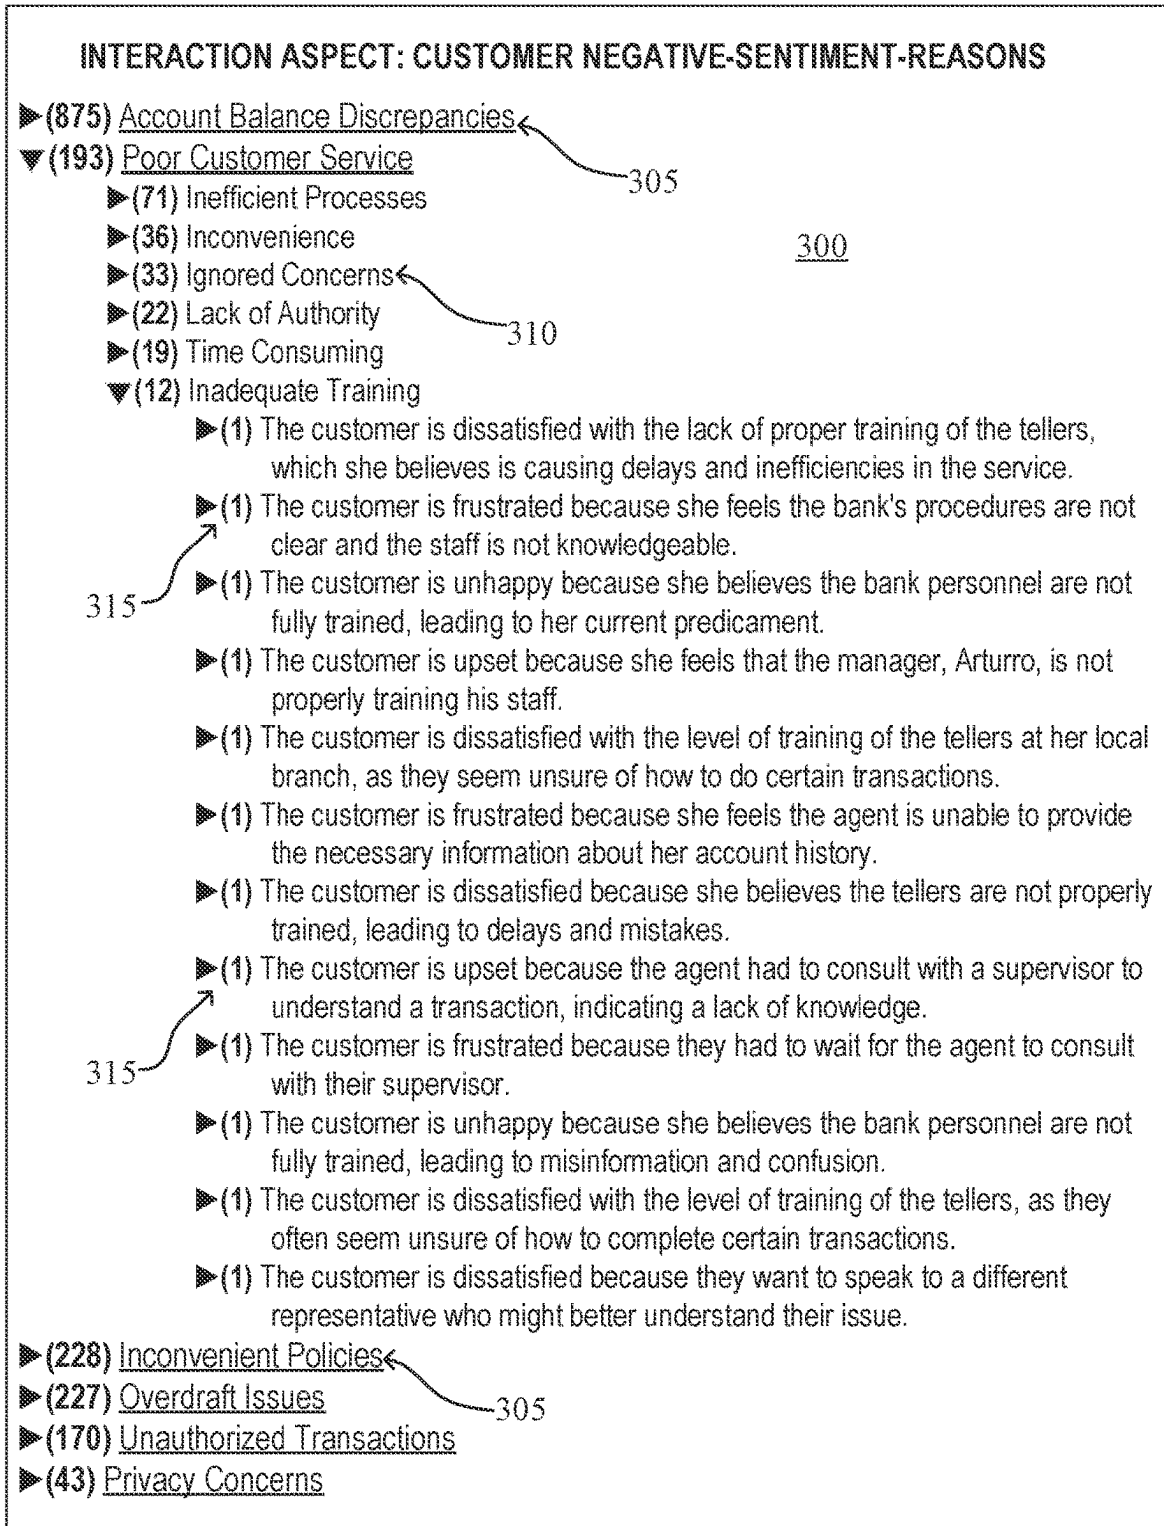 INTERACTION ASPECT: CUSTOMER NEGATIVE-SENTIMENT-REASONS
(875) Account Balance Discrepancies
(193) Poor Customer Service
305
(71) Inefficient Processes
(36) Inconvenience
300
(33) Ignored Concerns
(22) Lack of Authority
310
(19) Time Consuming
(12) Inadequate Training
(1) The customer is dissatisfied with the lack of proper training of the tellers,
which she believes is causing delays and inefficiencies in the service.
(1) The customer is frustrated because she feels the bank's procedures are not
clear and the staff is not knowledgeable.
(1) The customer is unhappy because she believes the bank personnel are not
315
fully trained, leading to her current predicament.
(1) The customer is upset because she feels that the manager, Arturro, is not
properly training his staff.
(1) The customer is dissatisfied with the level of training of the tellers at her local
branch, as they seem unsure of how to do certain transactions.
(1) The customer is frustrated because she feels the agent is unable to provide
the necessary information about her account history.
(1) The customer is dissatisfied because she believes the tellers are not properly
trained, leading to delays and mistakes.
(1) The customer is upset because the agent had to consult with a supervisor to
understand a transaction, indicating a lack of knowledge.
(1) The customer is frustrated because they had to wait for the agent to consult
315
with their supervisor.
(1) The customer is unhappy because she believes the bank personnel are not
fully trained, leading to misinformation and confusion.
(1) The customer is dissatisfied with the level of training of the tellers, as they
often seem unsure of how to complete certain transactions.
(1) The customer is dissatisfied because they want to speak to a different
representative who might better understand their issue.
(228) Inconvenient Policies
(227) Overdraft Issues
305
(170) Unauthorized Transactions
(43) Privacy Concerns